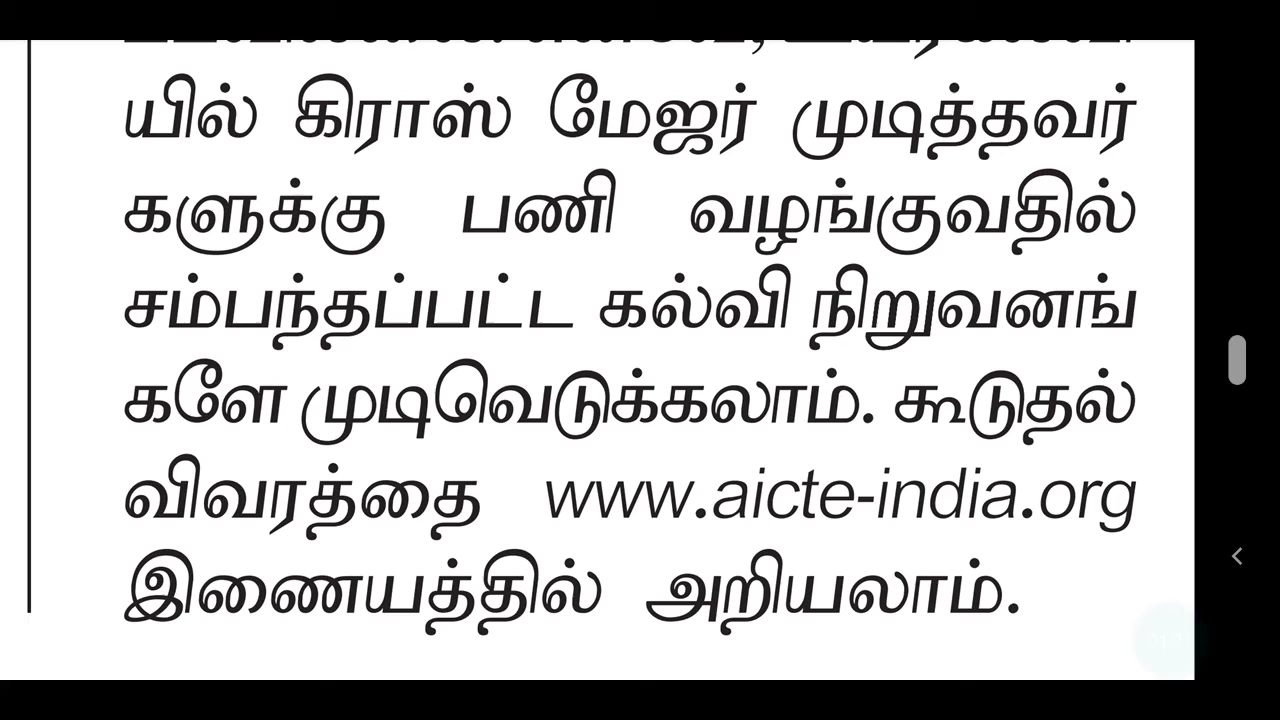 யில் கிராஸ் மேஜர் முடித்தவர்
களுக்கு பணி வழங்குவதில்
சம்பந்தப்பட்ட கல்வி நிறுவனங்
களே முடிவெடுக்கலாம். கூடுதல்
விவரத்தை www.aicte-india.org
இணையத்தில் அறியலாம்.